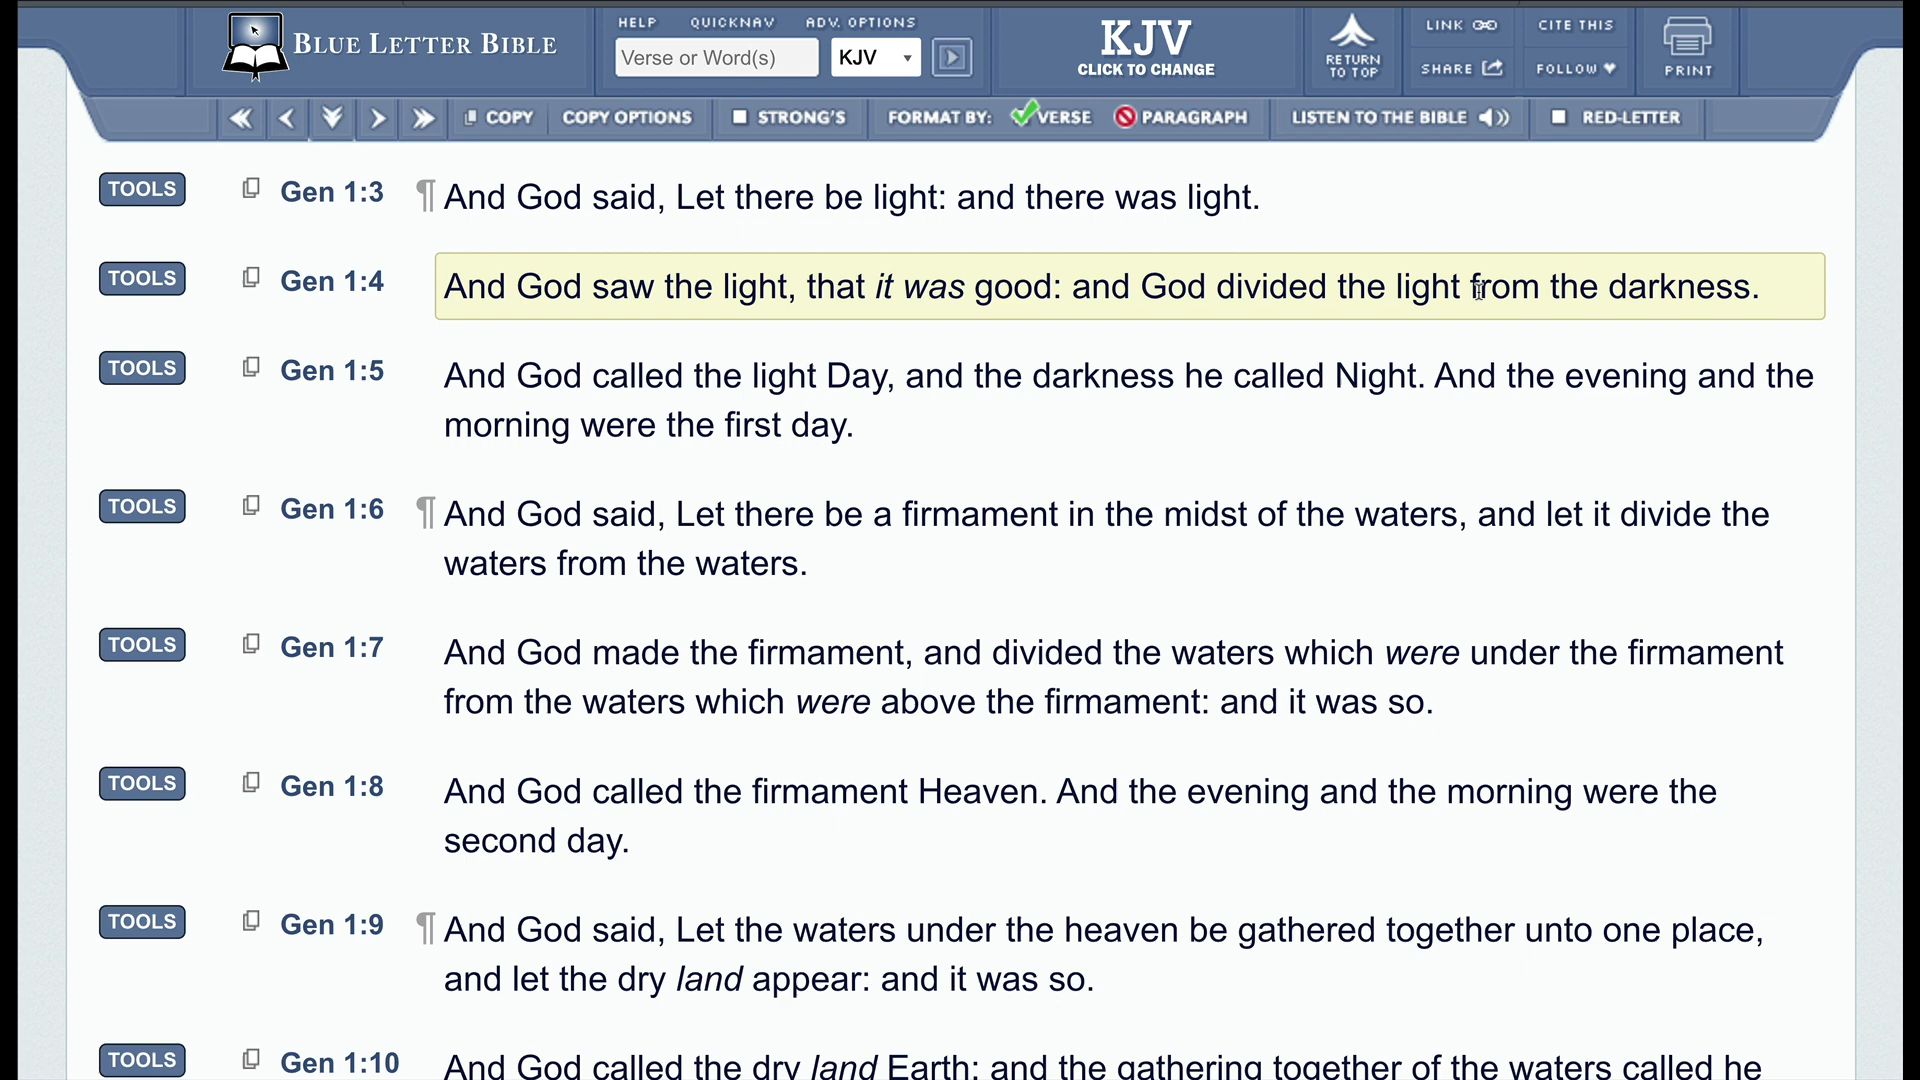 HELP QUICKNAV ADV. OPTIONS
BLUE LETTER BIBLE
Verse or Word(s) KJV
KJV
CLICK TO CHANGE
RETURN
TO TOP
LINK
SHARE
CITE THIS
FOLLOW
PRINT
COPY COPY OPTIONS STRONG'S FORMAT BY: VERSE PARAGRAPH LISTEN TO THE BIBLE RED-LETTER
TOOLS Gen 1:3 ¶ And God said, Let there be light: and there was light.
TOOLS Gen 1:4 And God saw the light, that it was good: and God divided the light from the darkness.
TOOLS Gen 1:5 And God called the light Day, and the darkness he called Night. And the evening and the
morning were the first day.
TOOLS Gen 1:6 ¶ And God said, Let there be a firmament in the midst of the waters, and let it divide the
waters from the waters.
TOOLS Gen 1:7 And God made the firmament, and divided the waters which were under the firmament
from the waters which were above the firmament: and it was so.
TOOLS Gen 1:8 And God called the firmament Heaven. And the evening and the morning were the
second day.
TOOLS Gen 1:9 ¶ And God said, Let the waters under the heaven be gathered together unto one place,
and let the dry land appear: and it was so.
TOOLS Gen 1:10 And God called the dry land Earth; and the gathering together of the waters called he